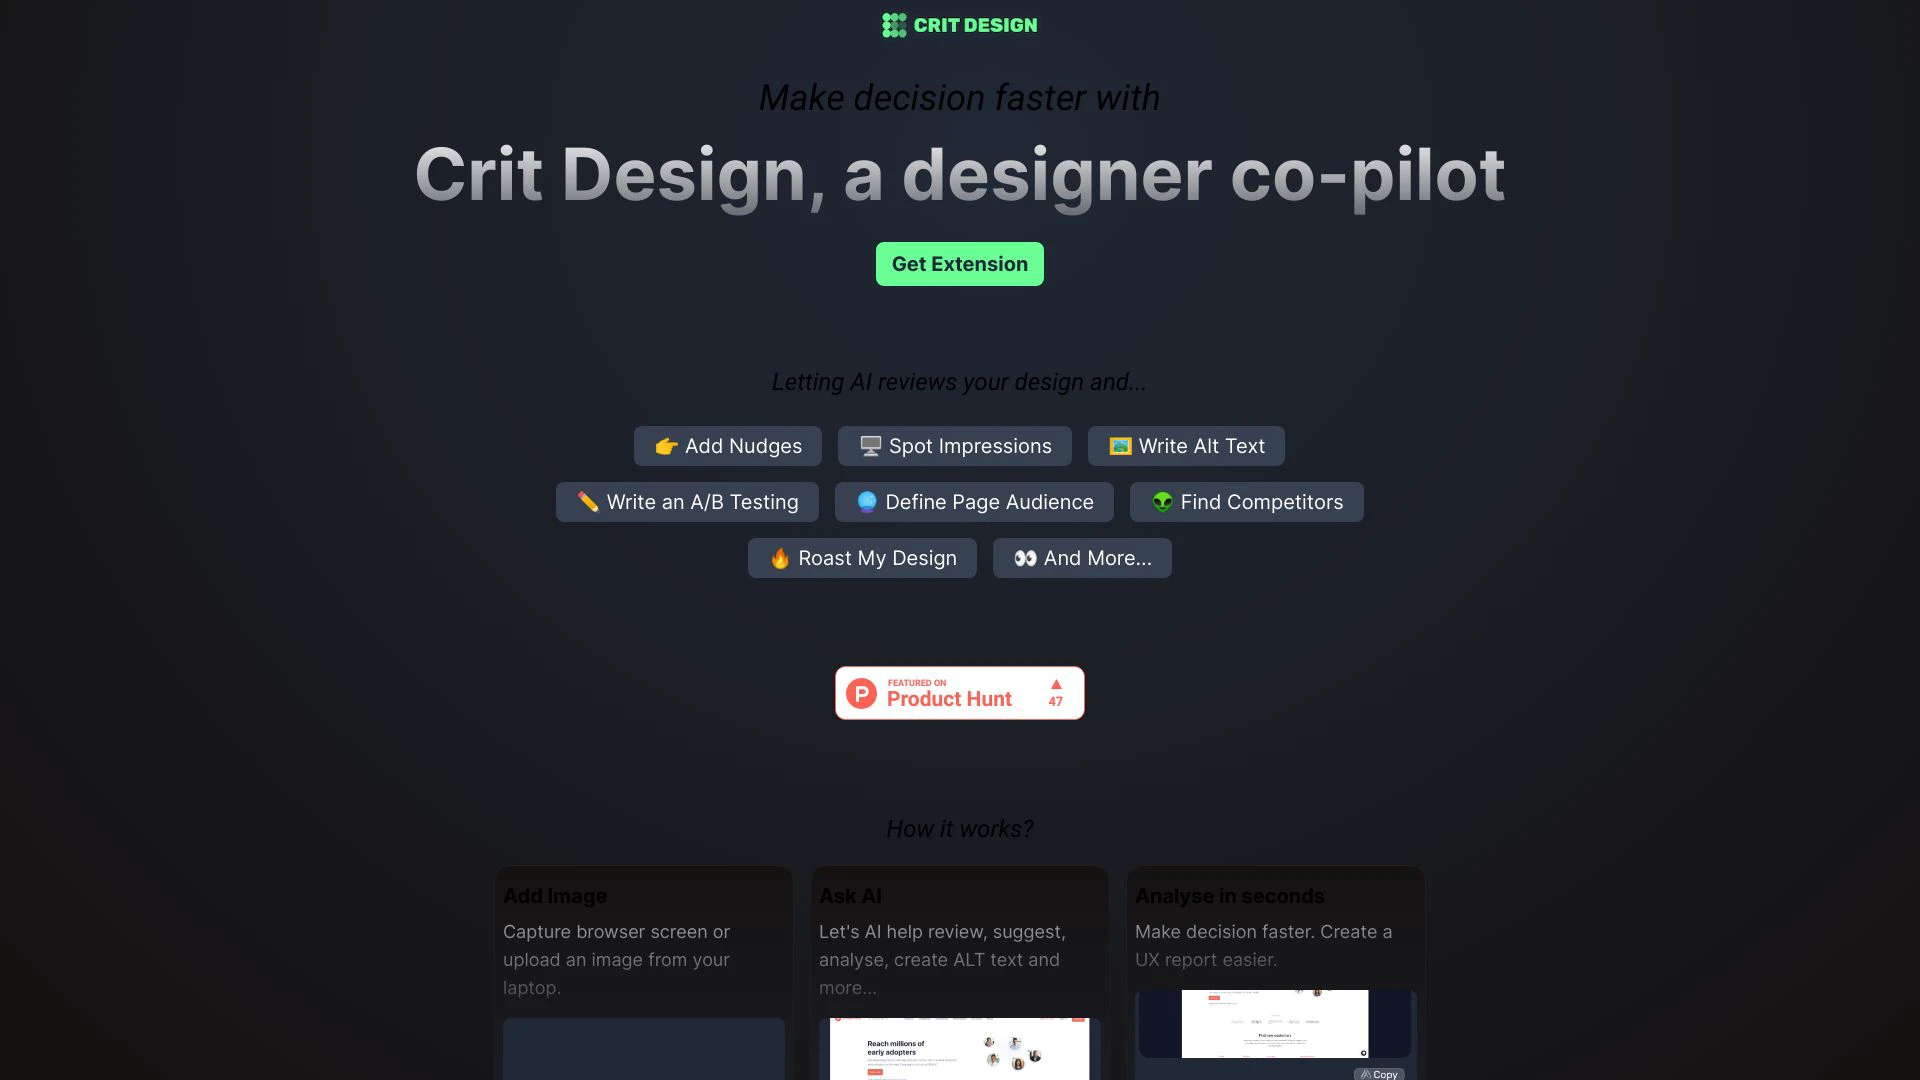 CRIT DESIGN
Make decision faster with
Crit Design, a designer co-pilot
Get Extension
Letting AI reviews your design and...
👉 Add Nudges
🖥️ Spot Impressions
🖼️ Write Alt Text
✏️ Write an A/B Testing
🔮 Define Page Audience
👽 Find Competitors
🔥 Roast My Design
👀 And More...
FEATURED ON
Product Hunt
47
How it works?
Add Image
Capture browser screen or
upload an image from your
laptop.
Ask AI
Let's AI help review, suggest,
analyse, create ALT text and
more...
Reach millions of
early adopters
Analyse in seconds
Make decision faster. Create a
UX report easier.
Find new customers
Copy